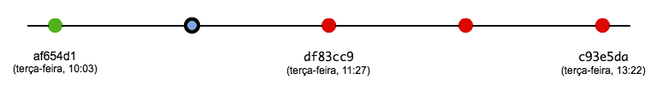 af654d1
(terça-feira, 10:03)
df83cc9
(terça-feira, 11:27)
c93e5da
(terça-feira, 13:22)